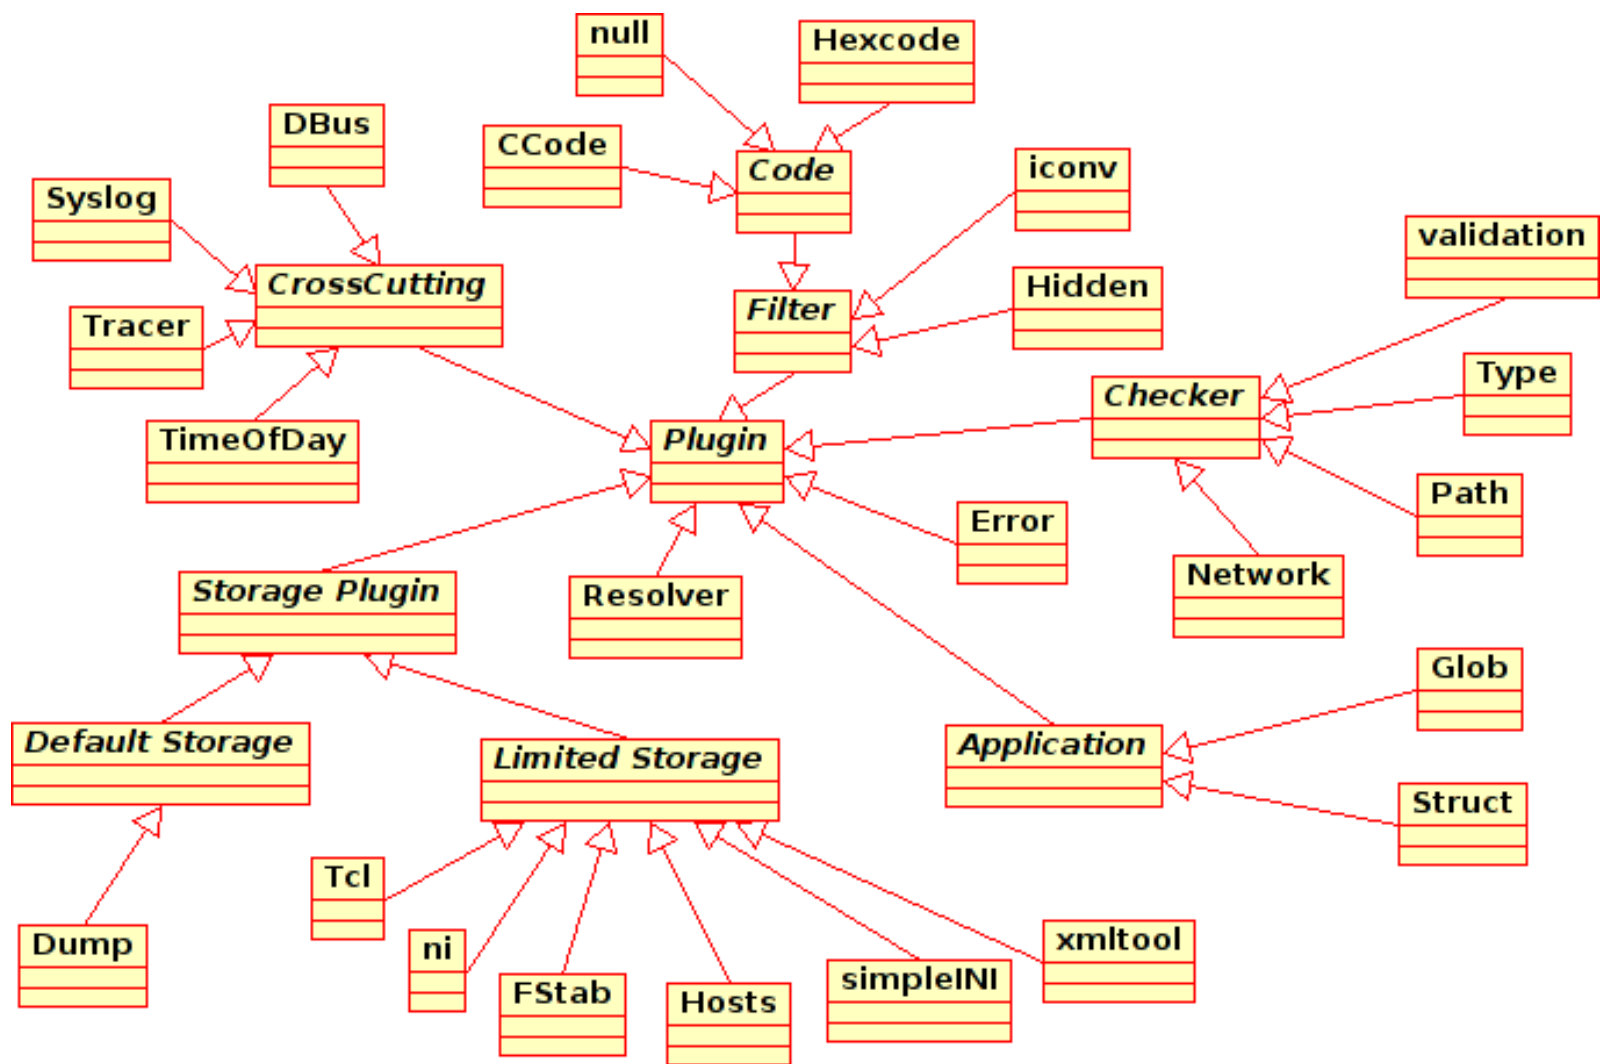 null
Hexcode
DBus
CCode
Code
iconv
Syslog
validation
CrossCutting
Filter
Hidden
Tracer
Type
Checker
TimeOfDay
Plugin
Path
Error
Network
Storage Plugin
Resolver
Glob
Default Storage
Limited Storage
Application
Struct
Tcl
Dump
ni
xmltool
FStab
Hosts
simpleINI